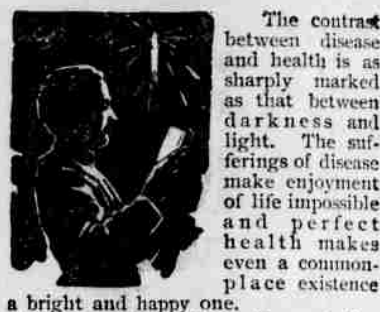 The contrast
between disease
and health is as
sharply marked
as that between
darkness and
light. The suf-
ferings of disease
make enjoyment
of life impossible
and perfect
health makes
even a common-
place existence
a bright and happy one.